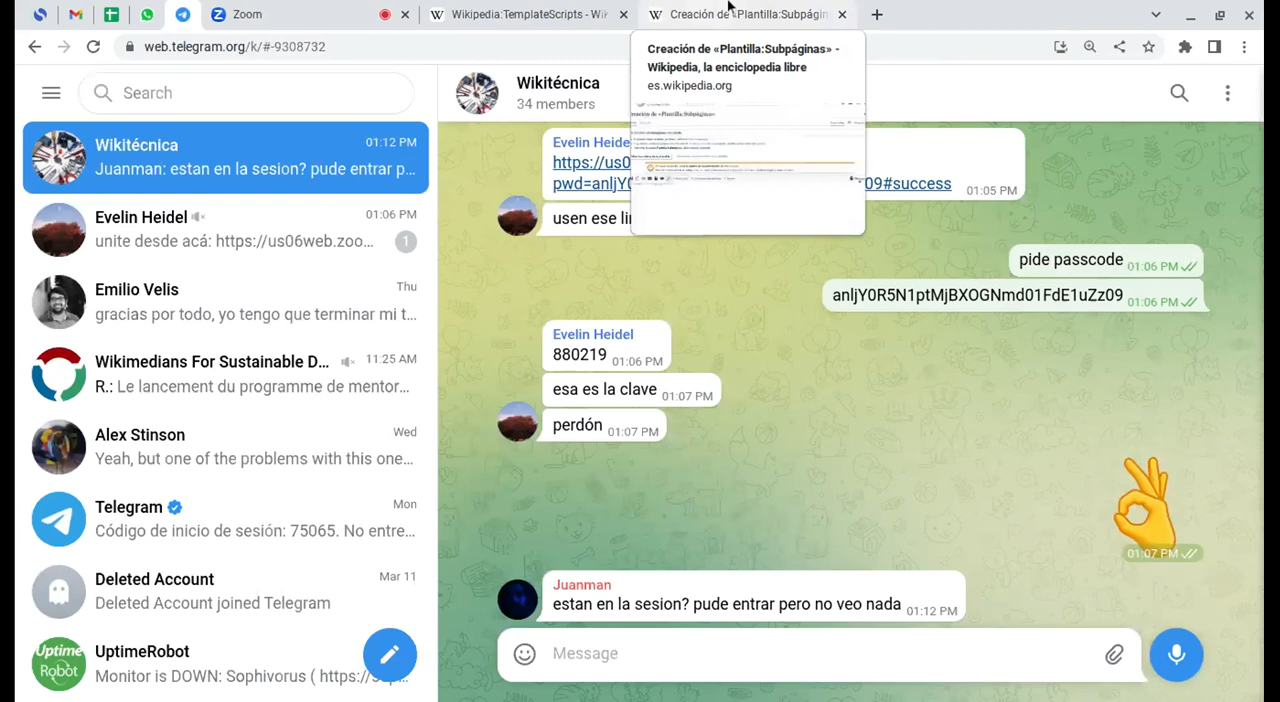 Zoom
Wikipedia:TemplateScripts - Wik
Creación de «Plantilla:Subpágin
web.telegram.org/k/#-9308732
Creación de «Plantilla:Subpáginas» -
Wikipedia, la enciclopedia libre
es.wikipedia.org
Search
Wikitécnica
34 members
Wikitécnica 01:12 PM
Juanman: estan en la sesion? pude entrar p...
Evelin Heidel 01:06 PM
unite desde acá: https://us06web.zoo... 1
Emilio Velis Thu
gracias por todo, yo tengo que terminar mi t...
Wikimedians For Sustainable D... 11:25 AM
R.: Le lancement du programme de mentor...
Alex Stinson Wed
Yeah, but one of the problems with this one...
Telegram Mon
Código de inicio de sesión: 75065. No entre...
Deleted Account Mar 11
Deleted Account joined Telegram
Uptime
Robot
UptimeRobot
Monitor is DOWN: Sophivorus ( https://sop...
Evelin Heide
https://us0
pwd=anljY0 09#success 01:05 PM
usen ese lin
pide passcode 01:06 PM
anljY0R5N1ptMjBXOGNmd01FdE1uZz09 01:06 PM
Evelin Heidel
880219 01:06 PM
esa es la clave 01:07 PM
perdón 01:07 PM
01:07 PM
Juanman
estan en la sesion? pude entrar pero no veo nada 01:12 PM
Message